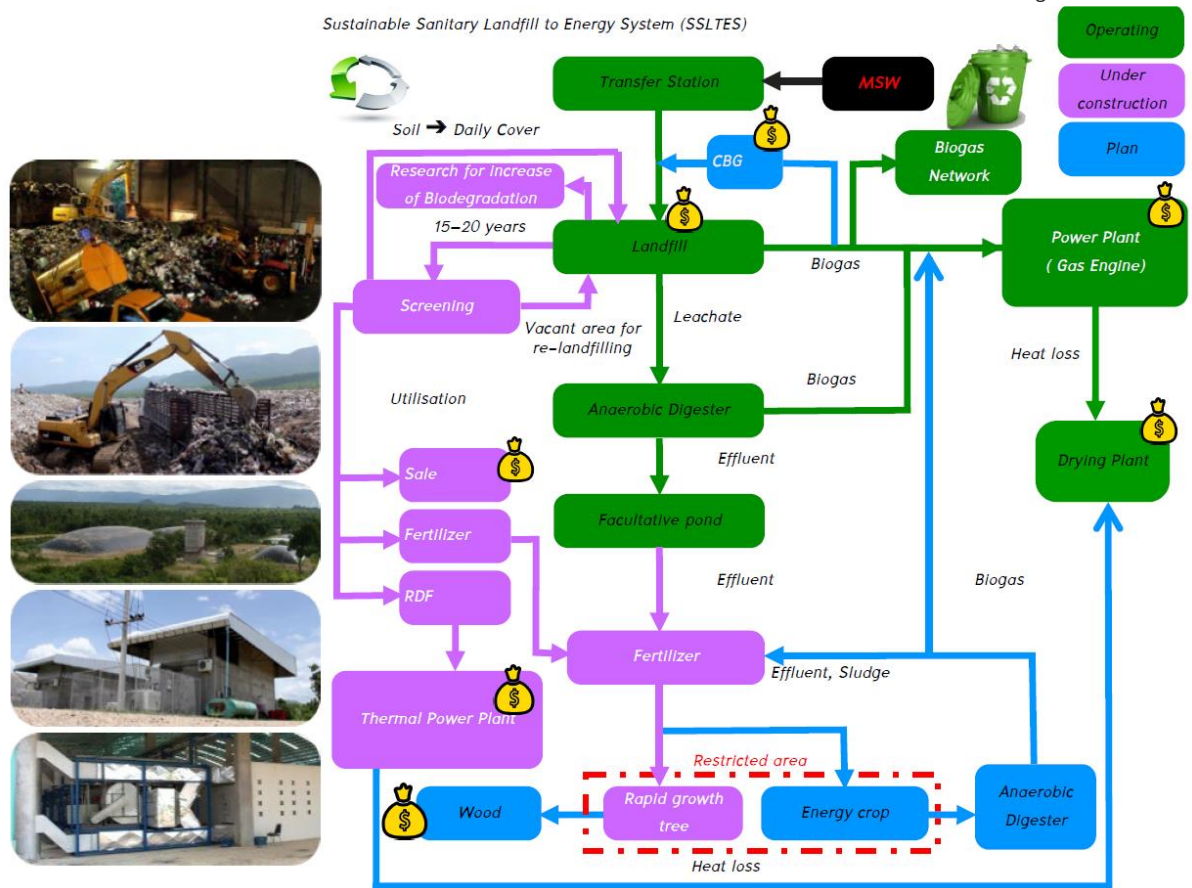 Sustainable Sanitary Landfill to Energy System (SSLTES)
Operating
Under
construction
Plan
Transfer Station
MSW
Soil → Daily Cover
CBG
$
Biogas
Network
Research for increase
of Biodegradation
15–20 years
Landfill
$
Biogas
Power Plant
( Gas Engine)
$
Screening
Vacant area for
re-landfilling
Leachate
Heat loss
Utilisation
Anaerobic Digester
Biogas
Sale
$
Effluent
Drying Plant
$
Fertilizer
Facultative pond
RDF
Effluent
Biogas
Fertilizer
Effluent, Sludge
Thermal Power Plant
$
Restricted area
Wood
$
Rapid growth
tree
Energy crop
Anaerobic
Digester
Heat loss